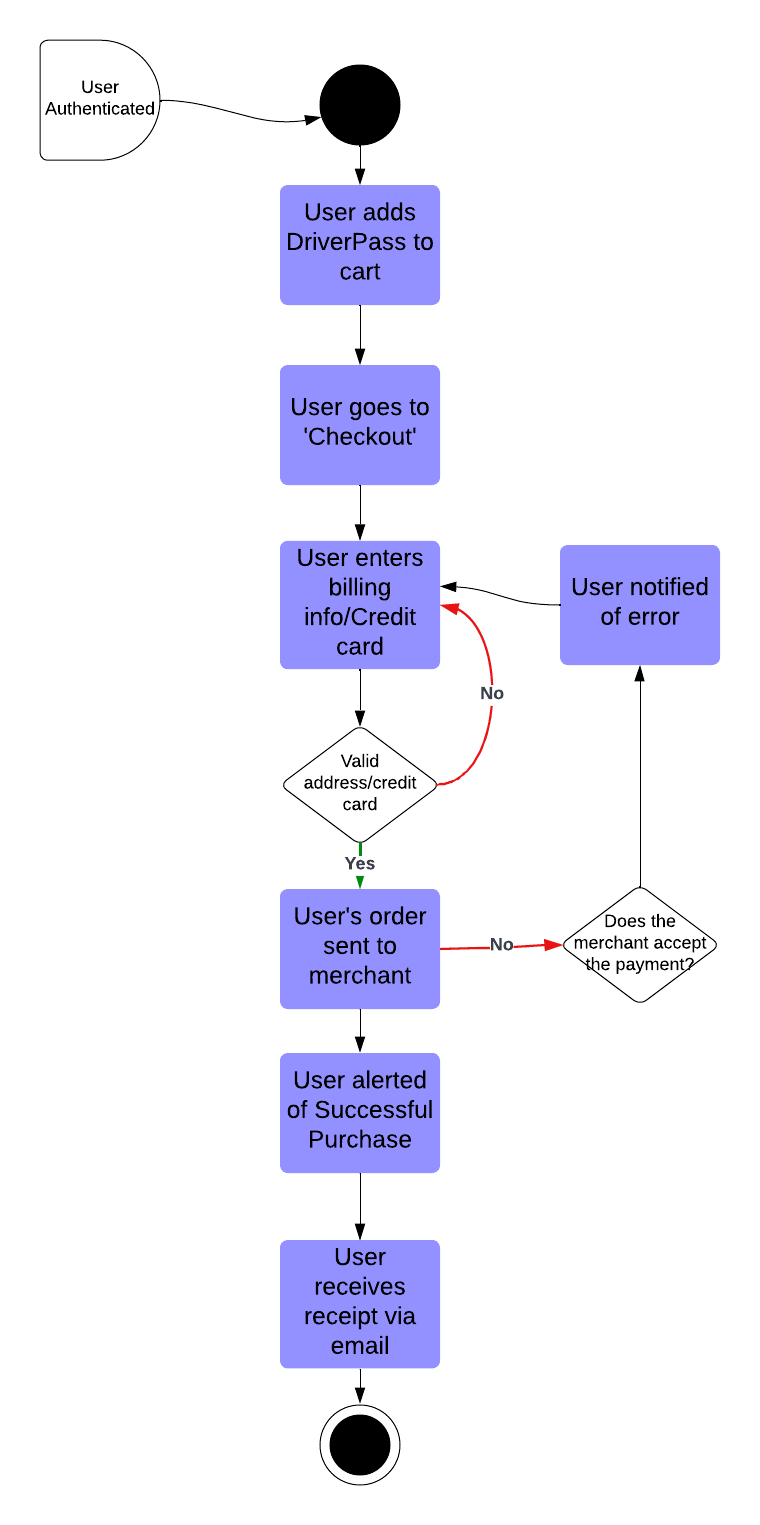 User
Authenticated
User adds
DriverPass to
cart
User goes to
'Checkout'
User enters
billing
info/Credit
card
User notified
of error
No
Valid
address/credit
card
Yes
User's order
sent to
merchant
No
Does the
merchant accept
the payment?
User alerted
of Successful
Purchase
User
receives
receipt via
email